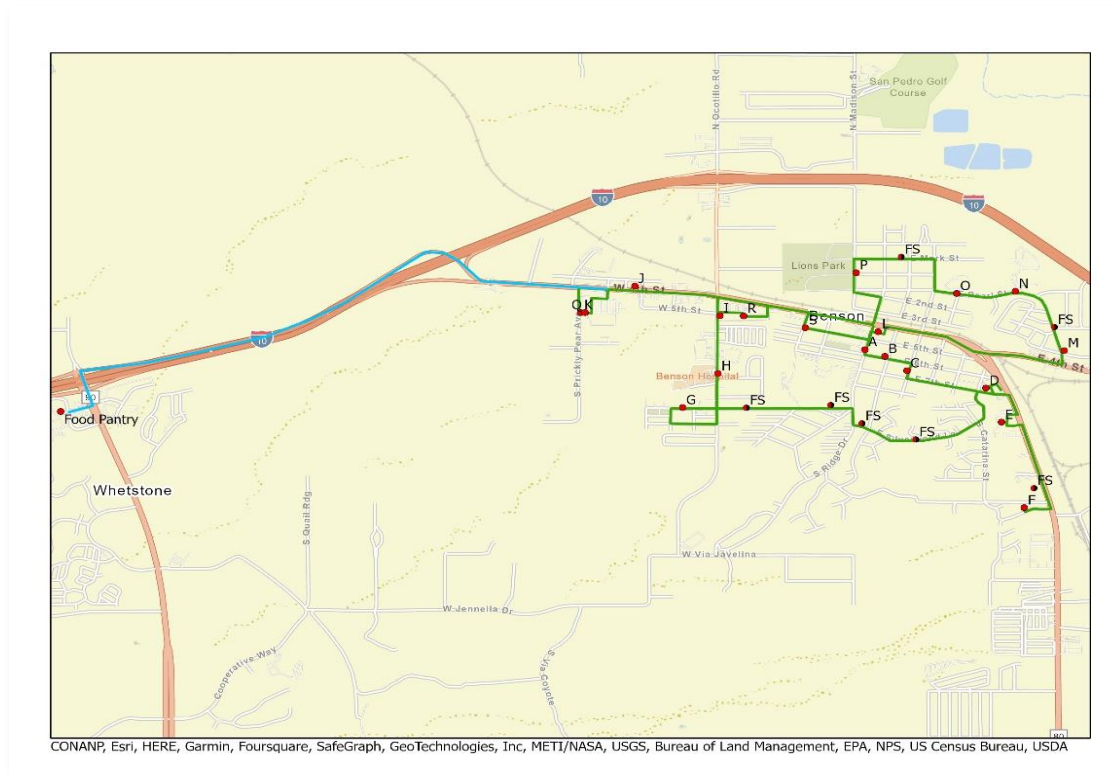 San Pedro Golf
Course
N Ocotillo Rd
N Madison St
10
10
FS
E Mark St
Lions Park
P
J
W 4th St
O
N
E 2nd St
Q K
W 5th St
I
R
S
Benson
E 3rd St
L
FS
10
A
B
E 5th St
M
E 4th St
C
S Prickly Pear Ave
H
Benson Hospital
D
80
Food Pantry
G
FS
FS
FS
FS
E
S Catarina St
S Ridge Dr
Whetstone
FS
F
S Quail Rdg
W Via Javelina
W Jennella Dr
Cooperative Way
S Via Coyote
80
CONANP, Esri, HERE, Garmin, Foursquare, SafeGraph, GeoTechnologies, Inc, METI/NASA, USGS, Bureau of Land Management, EPA, NPS, US Census Bureau, USDA